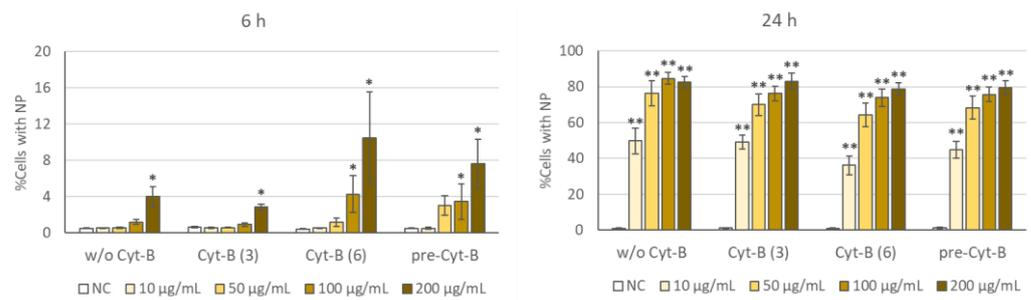 6 h
%Cells with NP
20
16
12
8
4
0
*
*
*
*
*
*
w/o Cyt-B Cyt-B (3) Cyt-B (6) pre-Cyt-B
NC 10 µg/mL 50 µg/mL 100 µg/mL 200 µg/mL
24 h
%Cells with NP
100
80
60
40
20
0
** ** ** **
** ** ** **
** ** ** **
** ** ** **
w/o Cyt-B Cyt-B (3) Cyt-B (6) pre-Cyt-B
NC 10 µg/mL 50 µg/mL 100 µg/mL 200 µg/mL